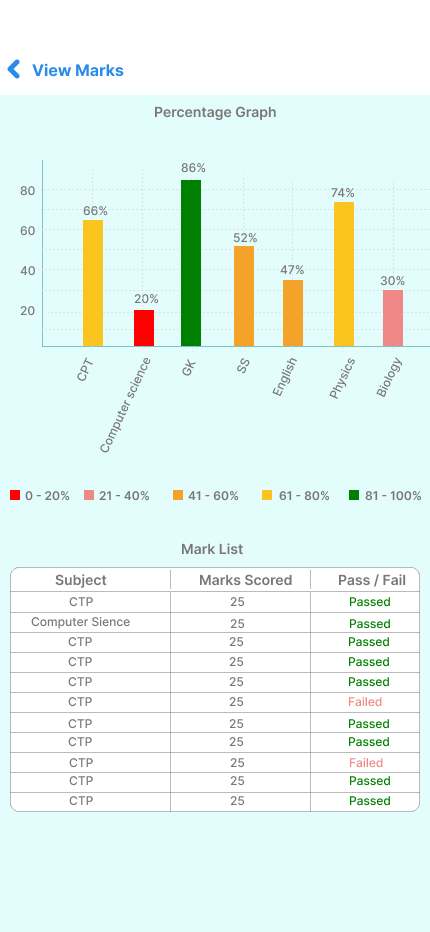 View Marks
Percentage Graph
86%
74%
80
66%
60
52%
47%
40
30%
20%
20
CPT
Computer science
GK
SS
English
Physics
Biology
0 - 20% 21 - 40% 41 - 60% 61 - 80% 81 - 100%
Mark List
Subject Marks Scored Pass / Fail
CTP 25 Passed
Computer Sience 25 Passed
CTP 25 Passed
CTP 25 Passed
CTP 25 Passed
CTP 25 Failed
CTP 25 Passed
CTP 25 Passed
CTP 25 Failed
CTP 25 Passed
CTP 25 Passed